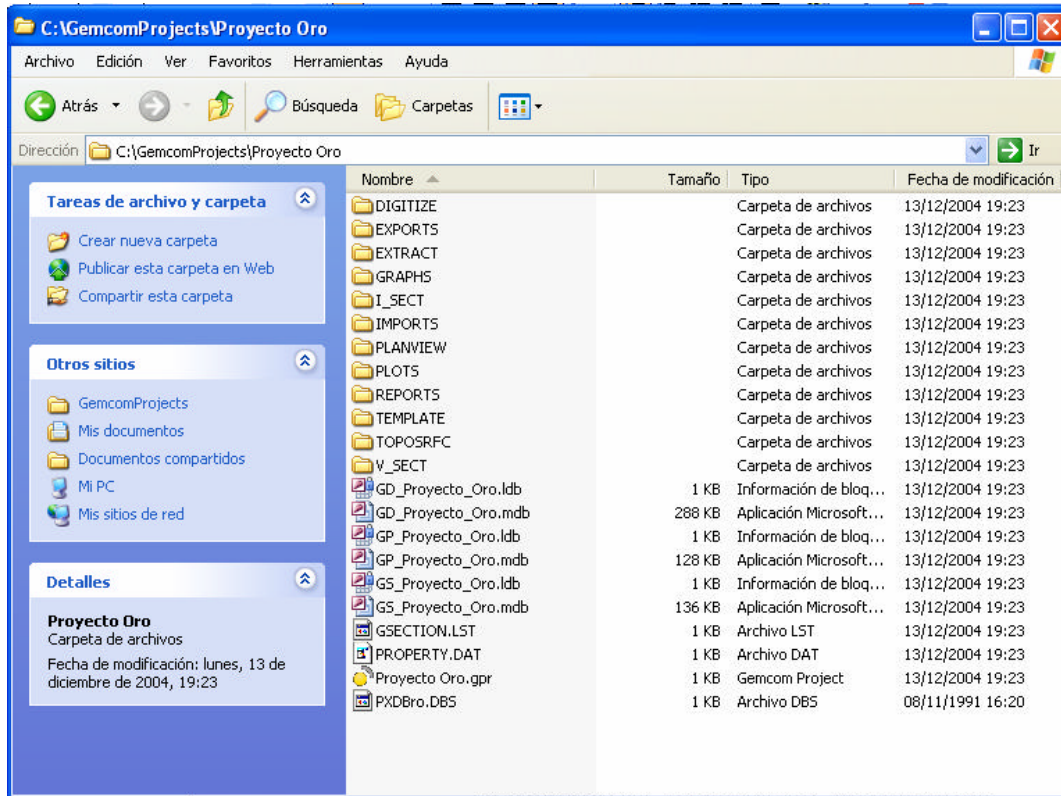 C:\GemcomProjects\Proyecto Oro
Archivo Edición Ver Favoritos Herramientas Ayuda
Atrás Búsqueda Carpetas
Dirección C:\GemcomProjects\Proyecto Oro Ir
Tareas de archivo y carpeta
Crear nueva carpeta
Publicar esta carpeta en Web
Compartir esta carpeta
Otros sitios
GemcomProjects
Mis documentos
Documentos compartidos
Mi PC
Mis sitios de red
Detalles
Proyecto Oro
Carpeta de archivos
Fecha de modificación: lunes, 13 de
diciembre de 2004, 19:23
Nombre Tamaño Tipo Fecha de modificación
DIGITIZE Carpeta de archivos 13/12/2004 19:23
EXPORTS Carpeta de archivos 13/12/2004 19:23
EXTRACT Carpeta de archivos 13/12/2004 19:23
GRAPHS Carpeta de archivos 13/12/2004 19:23
I_SECT Carpeta de archivos 13/12/2004 19:23
IMPORTS Carpeta de archivos 13/12/2004 19:23
PLANVIEW Carpeta de archivos 13/12/2004 19:23
PLOTS Carpeta de archivos 13/12/2004 19:23
REPORTS Carpeta de archivos 13/12/2004 19:23
TEMPLATE Carpeta de archivos 13/12/2004 19:23
TOPOSRFC Carpeta de archivos 13/12/2004 19:23
V_SECT Carpeta de archivos 13/12/2004 19:23
GD_Proyecto_Oro.ldb 1 KB Información de bloq... 13/12/2004 19:23
GD_Proyecto_Oro.mdb 288 KB Aplicación Microsoft... 13/12/2004 19:23
GP_Proyecto_Oro.ldb 1 KB Información de bloq... 13/12/2004 19:23
GP_Proyecto_Oro.mdb 128 KB Aplicación Microsoft... 13/12/2004 19:23
GS_Proyecto_Oro.ldb 1 KB Información de bloq... 13/12/2004 19:23
GS_Proyecto_Oro.mdb 136 KB Aplicación Microsoft... 13/12/2004 19:23
GSECTION.LST 1 KB Archivo LST 13/12/2004 19:23
PROPERTY.DAT 1 KB Archivo DAT 13/12/2004 19:23
Proyecto Oro.gpr 1 KB Gemcom Project 13/12/2004 19:23
PXDBro.DBS 1 KB Archivo DBS 08/11/1991 16:20